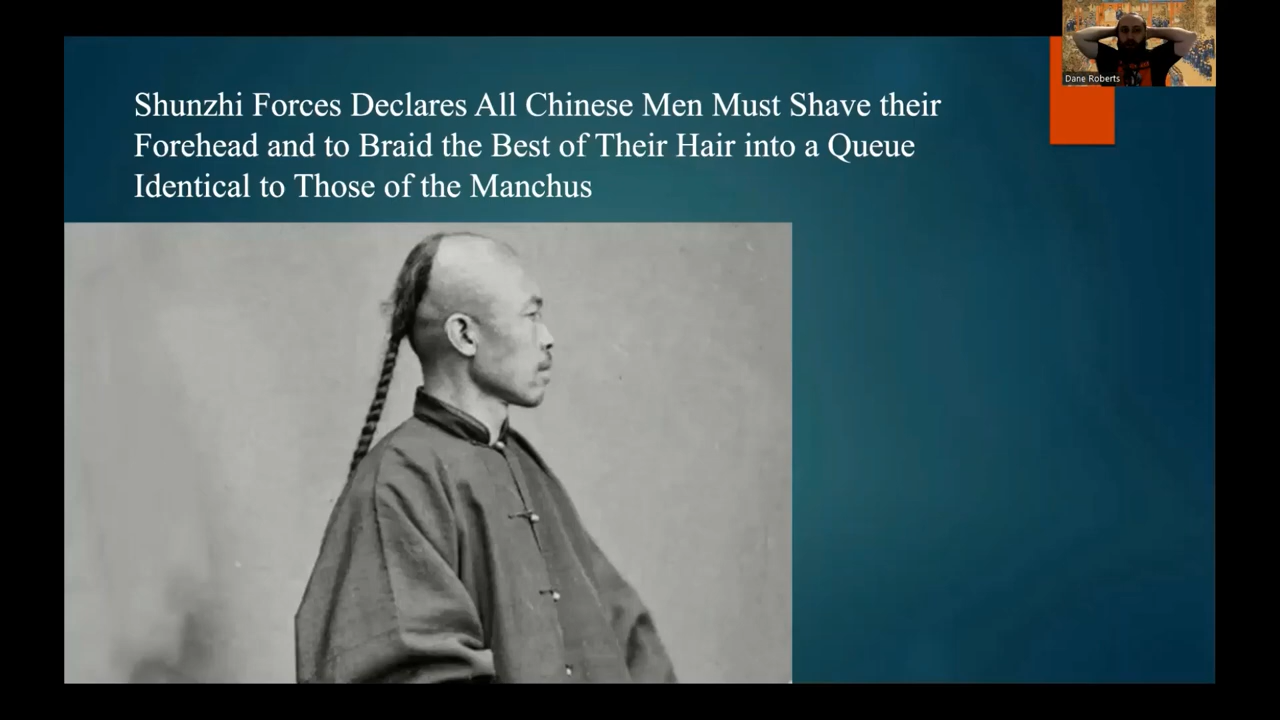 Shunzhi Forces Declares All Chinese Men Must Shave their
Forehead and to Braid the Best of Their Hair into a Queue
Identical to Those of the Manchus
Dane Roberts